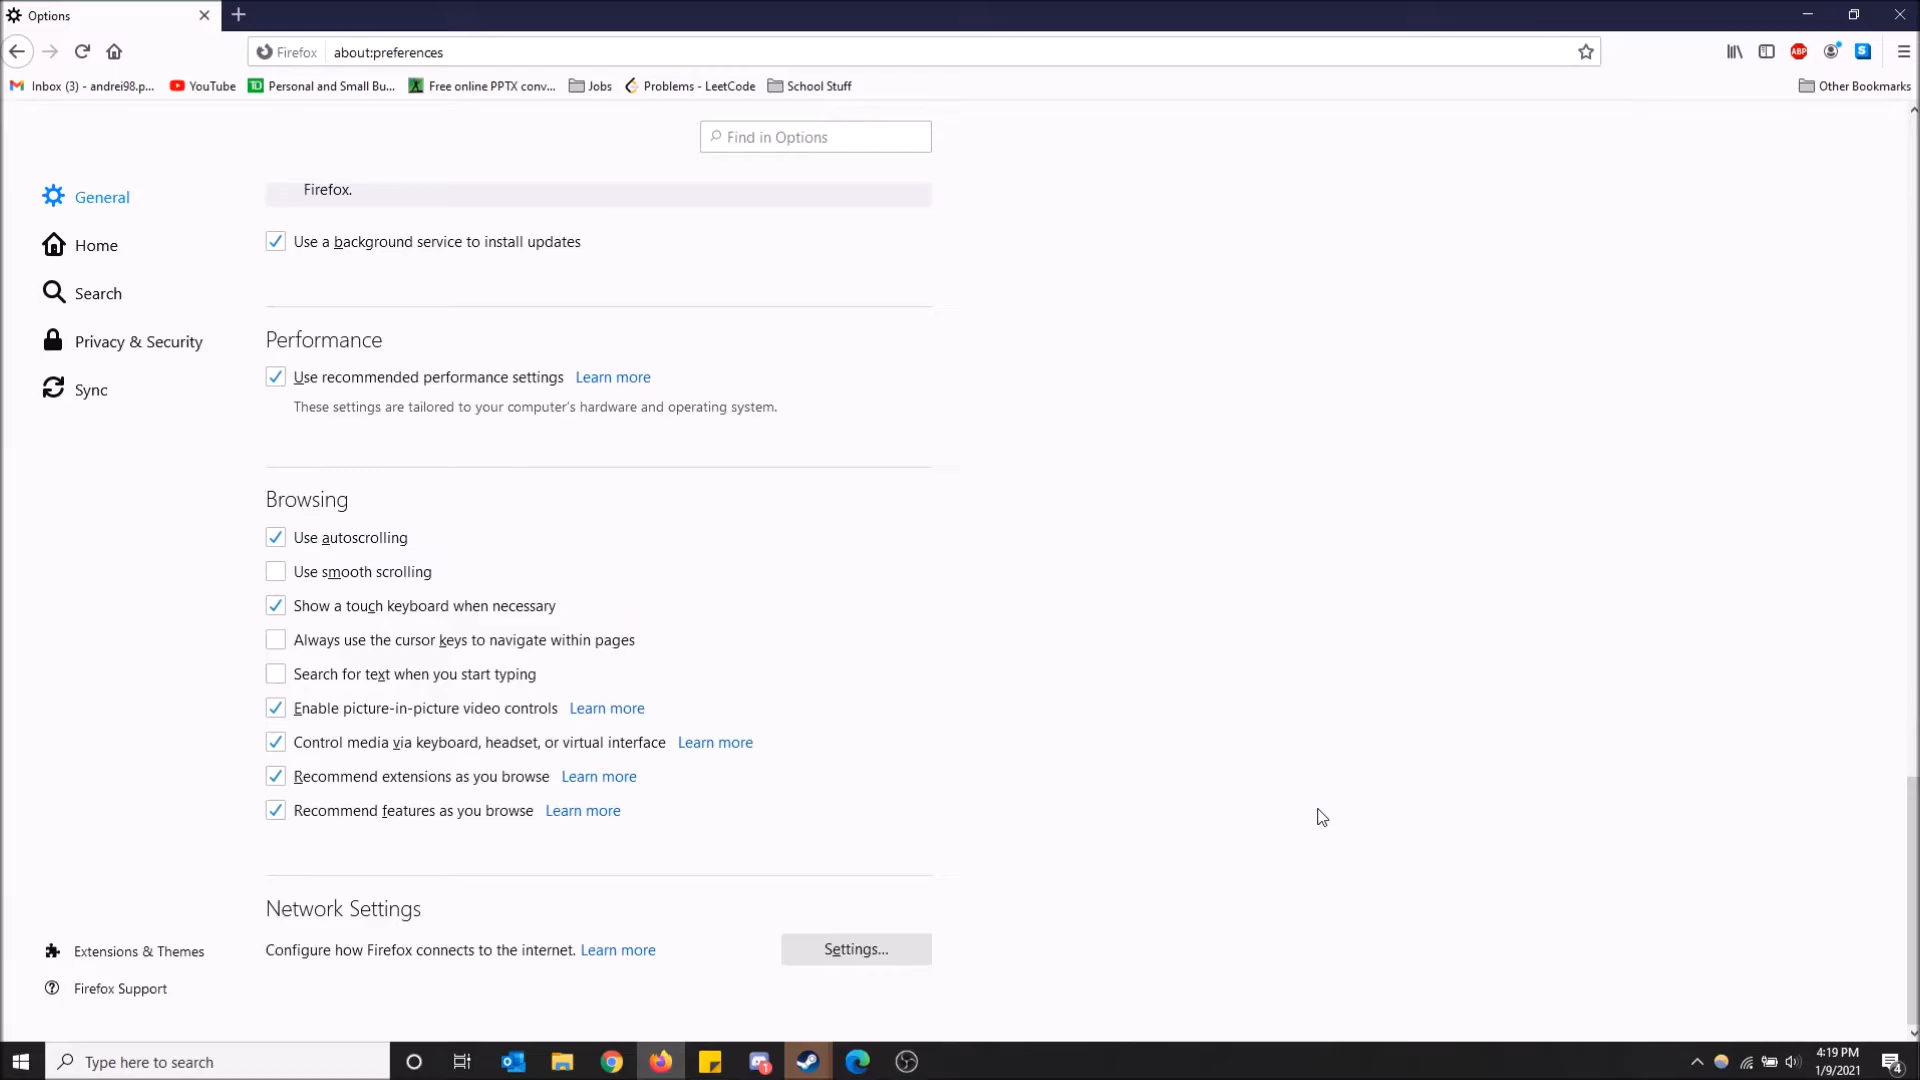 Options
Firefox about:preferences
Inbox (3) - andrei98.p... YouTube Personal and Small Bu... Free online PPTX conv... Jobs Problems - LeetCode School Stuff Other Bookmarks
ABP
S
Find in Options
General
Home
Search
Privacy & Security
Sync
Extensions & Themes
Firefox Support
Firefox.
Use a background service to install updates
Performance
Use recommended performance settings Learn more
These settings are tailored to your computer's hardware and operating system.
Browsing
Use autoscrolling
Use smooth scrolling
Show a touch keyboard when necessary
Always use the cursor keys to navigate within pages
Search for text when you start typing
Enable picture-in-picture video controls Learn more
Control media via keyboard, headset, or virtual interface Learn more
Recommend extensions as you browse Learn more
Recommend features as you browse Learn more
Network Settings
Configure how Firefox connects to the internet. Learn more Settings...
Type here to search
1
4:19 PM
1/9/2021
4